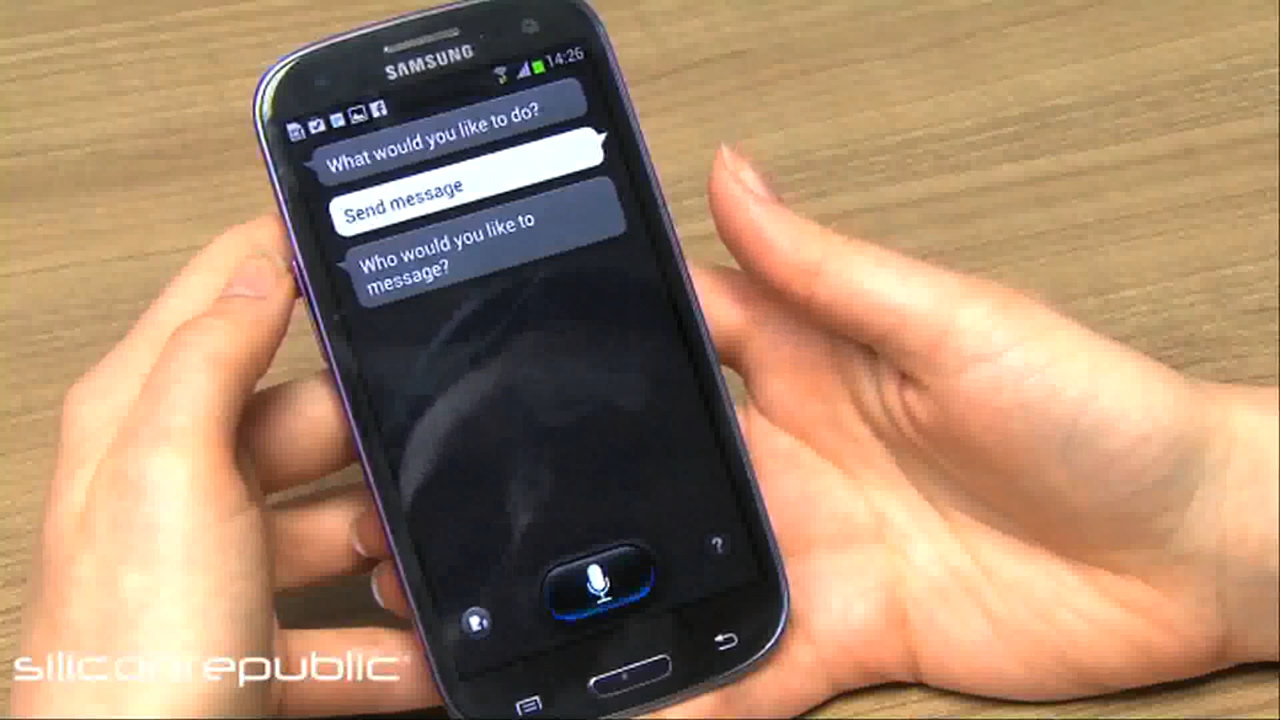 SAMSUNG
14:26
What would you like to do?
Send message
Who would you like to
message?
?
siliconrepublic